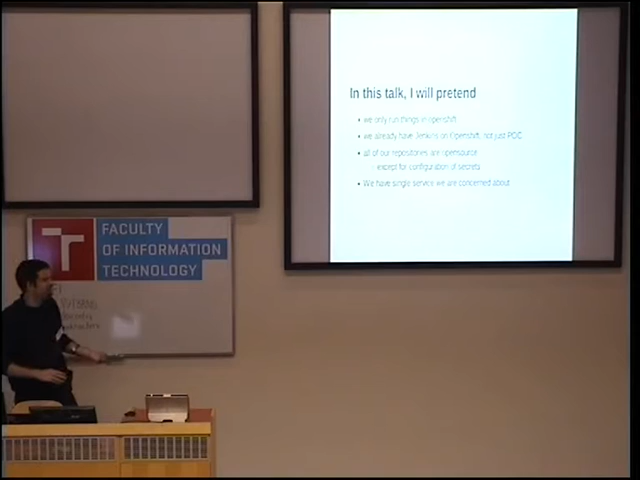 In this talk, I will pretend
• we only run things in openshift
• we already have Jenkins on Openshift, not just POC
• all of our repositories are opensource
- except for configuration of secrets
• We have single service we are concerned about
FACULTY
OF INFORMATION
TECHNOLOGY